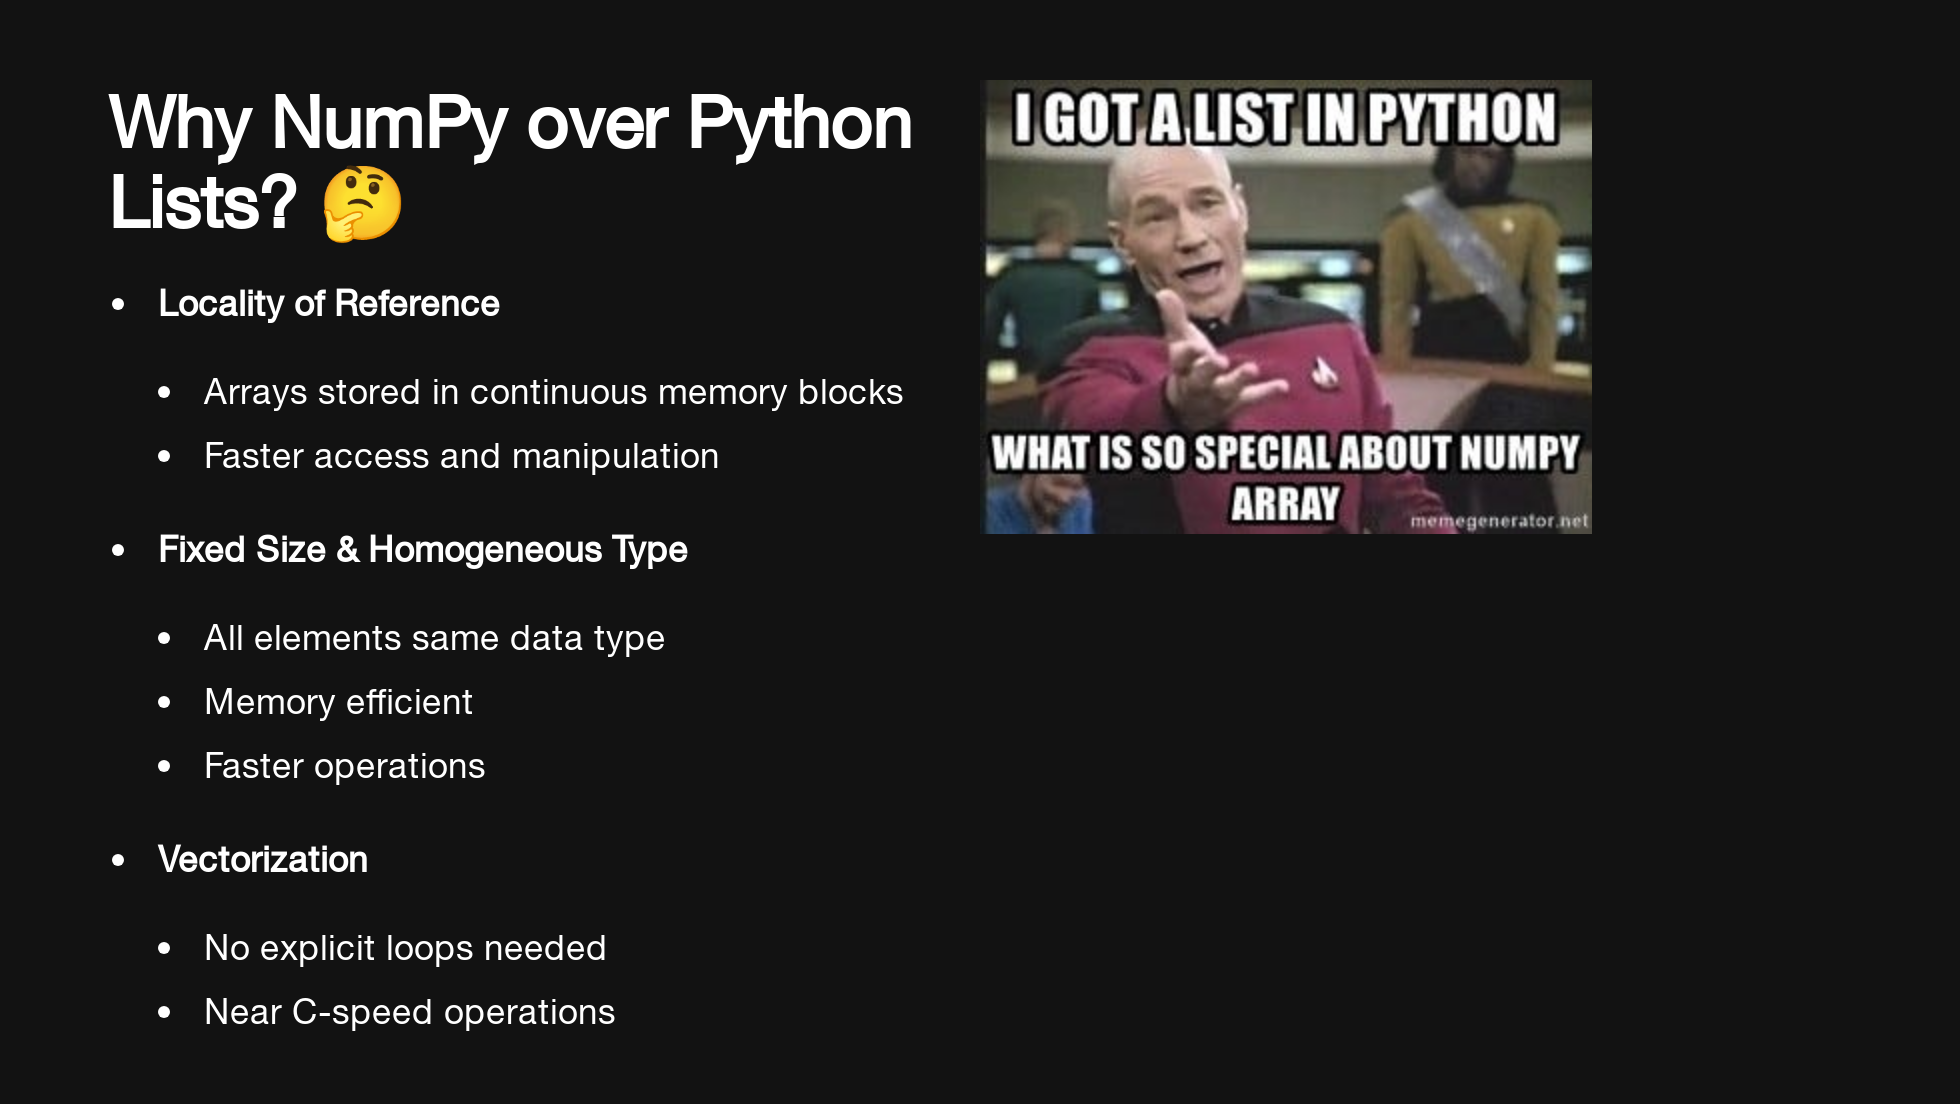 Why NumPy over Python
Lists? 🤔
• Locality of Reference
• Arrays stored in continuous memory blocks
• Faster access and manipulation
• Fixed Size & Homogeneous Type
• All elements same data type
• Memory efficient
• Faster operations
• Vectorization
• No explicit loops needed
• Near C-speed operations
I GOT A LIST IN PYTHON
WHAT IS SO SPECIAL ABOUT NUMPY
ARRAY
memegenerator.net